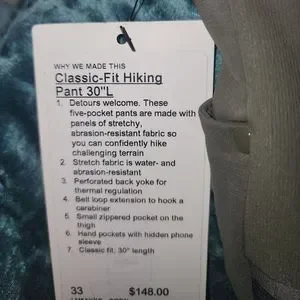 WHY WE MADE THIS
Classic-Fit Hiking
Pant 30"L
1. Detours welcome. These
five-pocket pants are made with
panels of stretchy,
abrasion-resistant fabric so
you can confidently hike
challenging terrain
2. Stretch fabric is water- and
abrasion-resistant
3. Perforated back yoke for
thermal regulation
4. Belt loop extension to hook a
carabiner
5. Small zippered pocket on the
thigh
6. Hand pockets with hidden phone
sleeve
7. Classic fit, 30" length
33 $148.00